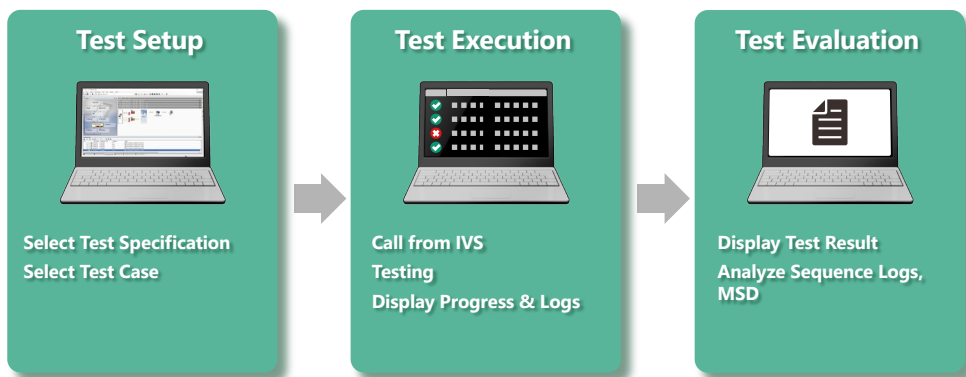 Test Setup
Select Test Specification
Select Test Case
Test Execution
Call from IVS
Testing
Display Progress & Logs
Test Evaluation
Display Test Result
Analyze Sequence Logs,
MSD